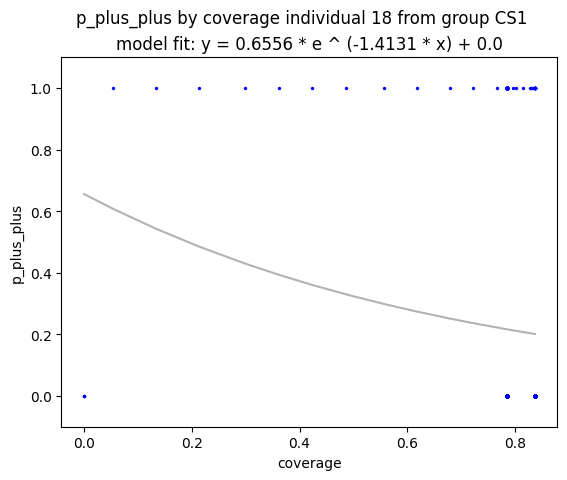 p_plus_plus by coverage individual 18 from group CS1
model fit: y = 0.6556 * e ^ (-1.4131 * x) + 0.0
1.0
0.8
0.6
0.4
0.2
0.0
p_plus_plus
0.0 0.2 0.4 0.6 0.8
coverage